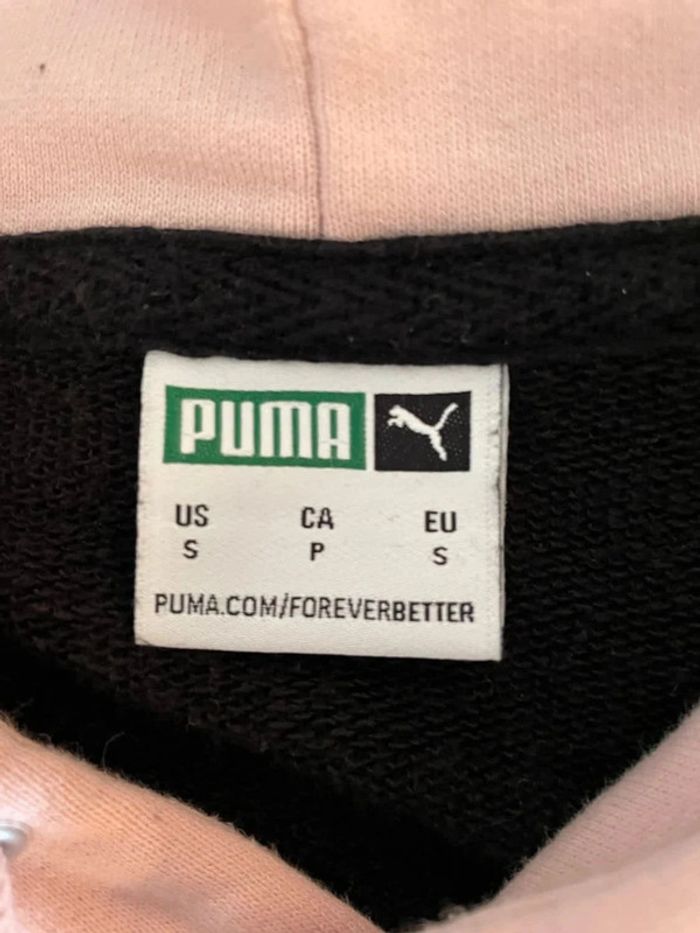 PUMA
US CA EU
S P S
PUMA.COM/FOREVERBETTER